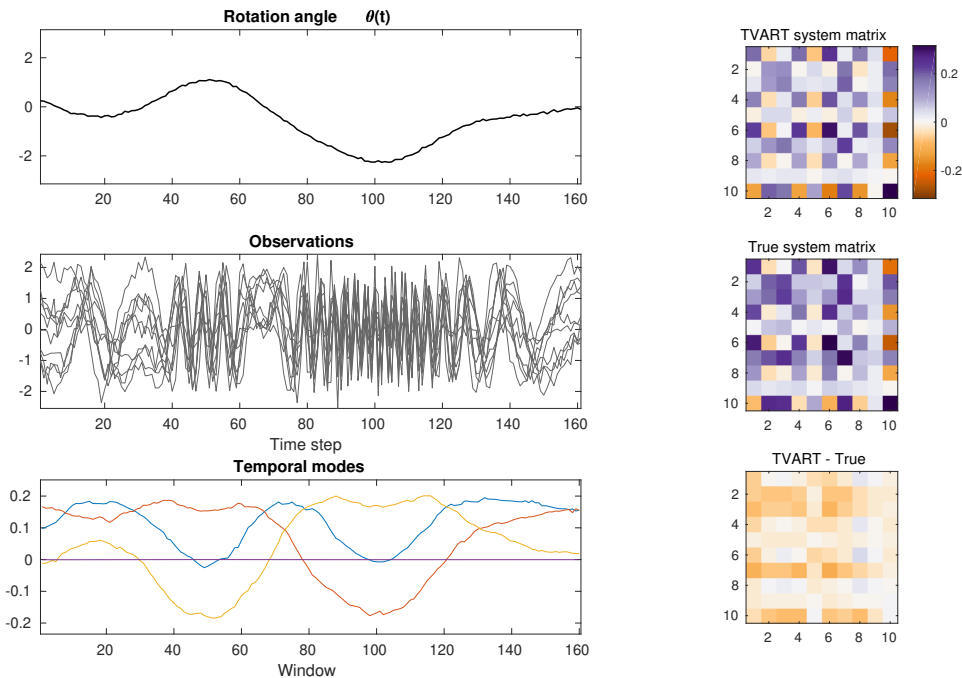 Rotation angle θ(t)
2
0
-2
20 40 60 80 100 120 140 160
Observations
2
1
0
-1
-2
20 40 60 80 100 120 140 160
Time step
Temporal modes
0.2
0.1
0
-0.1
-0.2
20 40 60 80 100 120 140 160
Window
TVART system matrix
2
4
6
8
10
2 4 6 8 10
0.2
0
-0.2
True system matrix
2
4
6
8
10
2 4 6 8 10
TVART - True
2
4
6
8
10
2 4 6 8 10